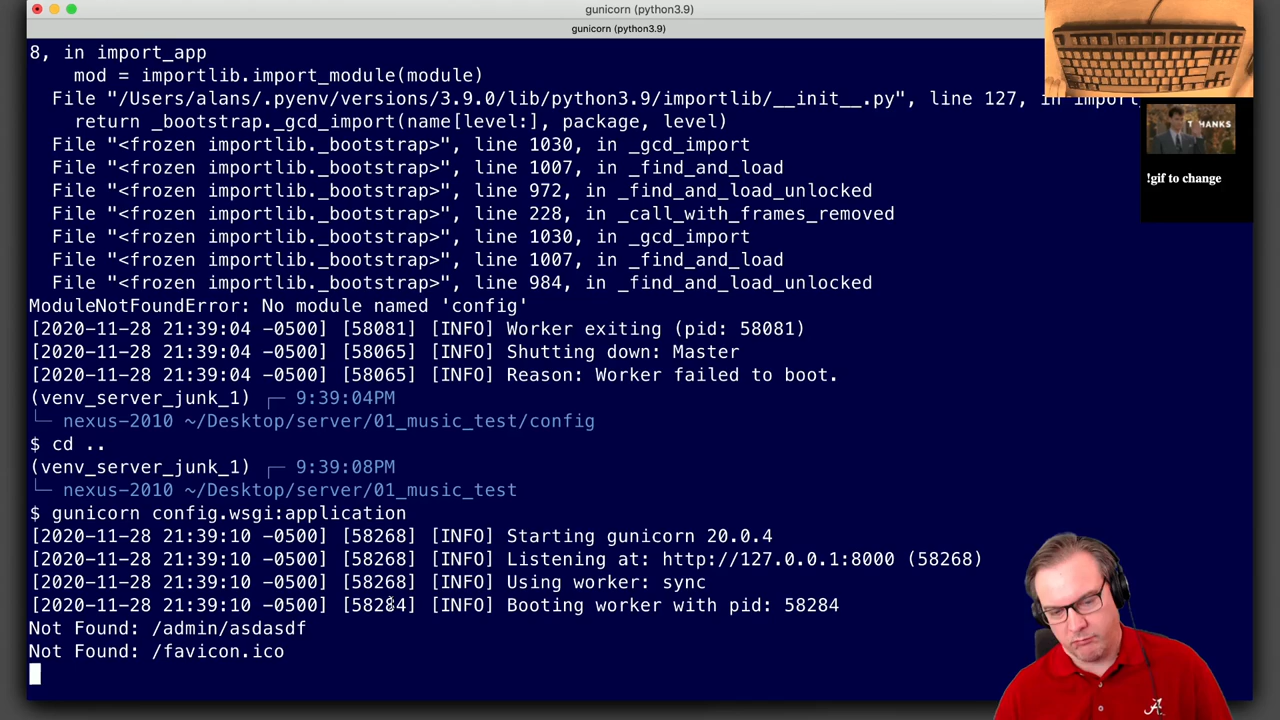 gunicorn (python3.9)
gunicorn (python3.9)
8, in import_app
mod = importlib.import_module(module)
File "/Users/alans/.pyenv/versions/3.9.0/lib/python3.9/importlib/__init__.py", line 127, in import_
return _bootstrap._gcd_import(name[level:], package, level)
File "<frozen importlib._bootstrap>", line 1030, in _gcd_import
File "<frozen importlib._bootstrap>", line 1007, in _find_and_load
File "<frozen importlib._bootstrap>", line 972, in _find_and_load_unlocked
File "<frozen importlib._bootstrap>", line 228, in _call_with_frames_removed
File "<frozen importlib._bootstrap>", line 1030, in _gcd_import
File "<frozen importlib._bootstrap>", line 1007, in _find_and_load
File "<frozen importlib._bootstrap>", line 984, in _find_and_load_unlocked
ModuleNotFoundError: No module named 'config'
[2020-11-28 21:39:04 -0500] [58081] [INFO] Worker exiting (pid: 58081)
[2020-11-28 21:39:04 -0500] [58065] [INFO] Shutting down: Master
[2020-11-28 21:39:04 -0500] [58065] [INFO] Reason: Worker failed to boot.
(venv_server_junk_1) ┌─ 9:39:04PM
└─ nexus-2010 ~/Desktop/server/01_music_test/config
$ cd ..
(venv_server_junk_1) ┌─ 9:39:08PM
└─ nexus-2010 ~/Desktop/server/01_music_test
$ gunicorn config.wsgi:application
[2020-11-28 21:39:10 -0500] [58268] [INFO] Starting gunicorn 20.0.4
[2020-11-28 21:39:10 -0500] [58268] [INFO] Listening at: http://127.0.0.1:8000 (58268)
[2020-11-28 21:39:10 -0500] [58268] [INFO] Using worker: sync
[2020-11-28 21:39:10 -0500] [58284] [INFO] Booting worker with pid: 58284
Not Found: /admin/asdasdf
Not Found: /favicon.ico
T HANKS
!gif to change
A